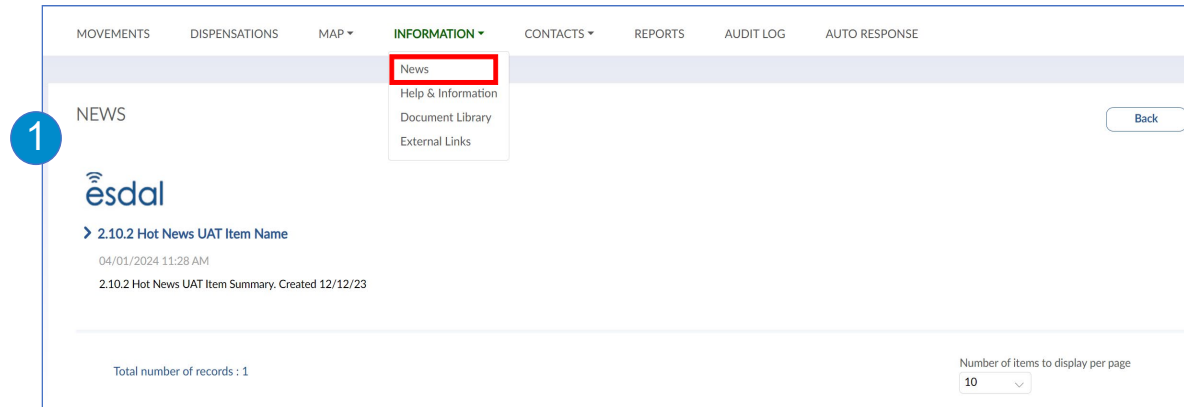 MOVEMENTS DISPENSATIONS MAP INFORMATION CONTACTS REPORTS AUDIT LOG AUTO RESPONSE
News
Help & Information
Document Library
External Links
1
NEWS
Back
esdal
2.10.2 Hot News UAT Item Name
04/01/2024 11:28 AM
2.10.2 Hot News UAT Item Summary. Created 12/12/23
Total number of records : 1
Number of items to display per page
10